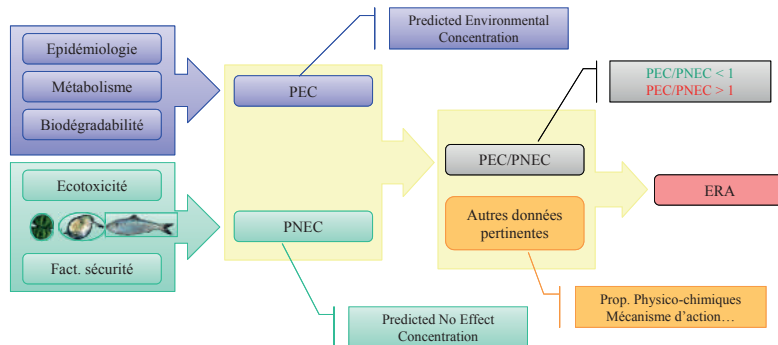 Epidémiologie
Métabolisme
Biodégradabilité
Predicted Environmental
Concentration
PEC
PEC/PNEC < 1
PEC/PNEC > 1
PEC/PNEC
ERA
Ecotoxicité
Fact. sécurité
PNEC
Autres données
pertinentes
Predicted No Effect
Concentration
Prop. Physico-chimiques
Mécanisme d'action…